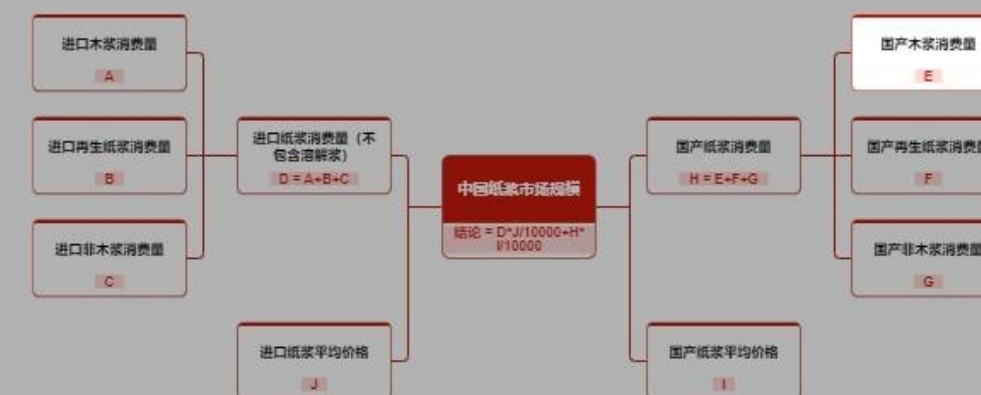 进口木浆消费量
A
国产木浆消费量
E
进口再生纸浆消费量
B
进口纸浆消费量（不
包含溶解浆）
D = A+B+C
国产纸浆消费量
H = E+F+G
国产再生纸浆消费量
F
中国纸浆市场规模
结论 = D*J/10000+H*
I/10000
进口非木浆消费量
C
国产非木浆消费量
G
进口纸浆平均价格
J
国产纸浆平均价格
I